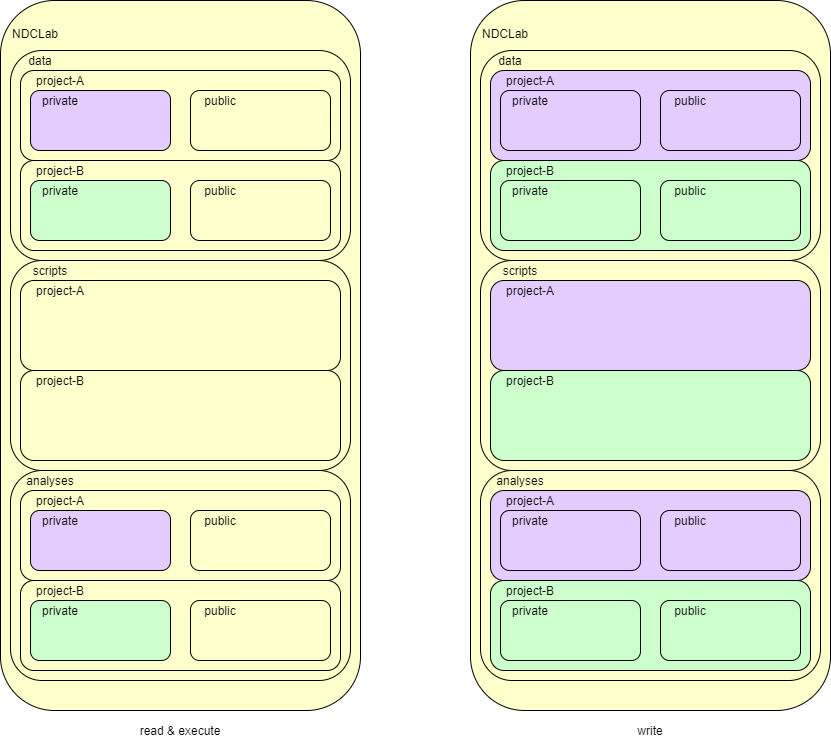 NDCLab
data
project-A
private
public
project-B
private
public
scripts
project-A
project-B
analyses
project-A
private
public
project-B
private
public
read & execute
NDCLab
data
project-A
private
public
project-B
private
public
scripts
project-A
project-B
analyses
project-A
private
public
project-B
private
public
write